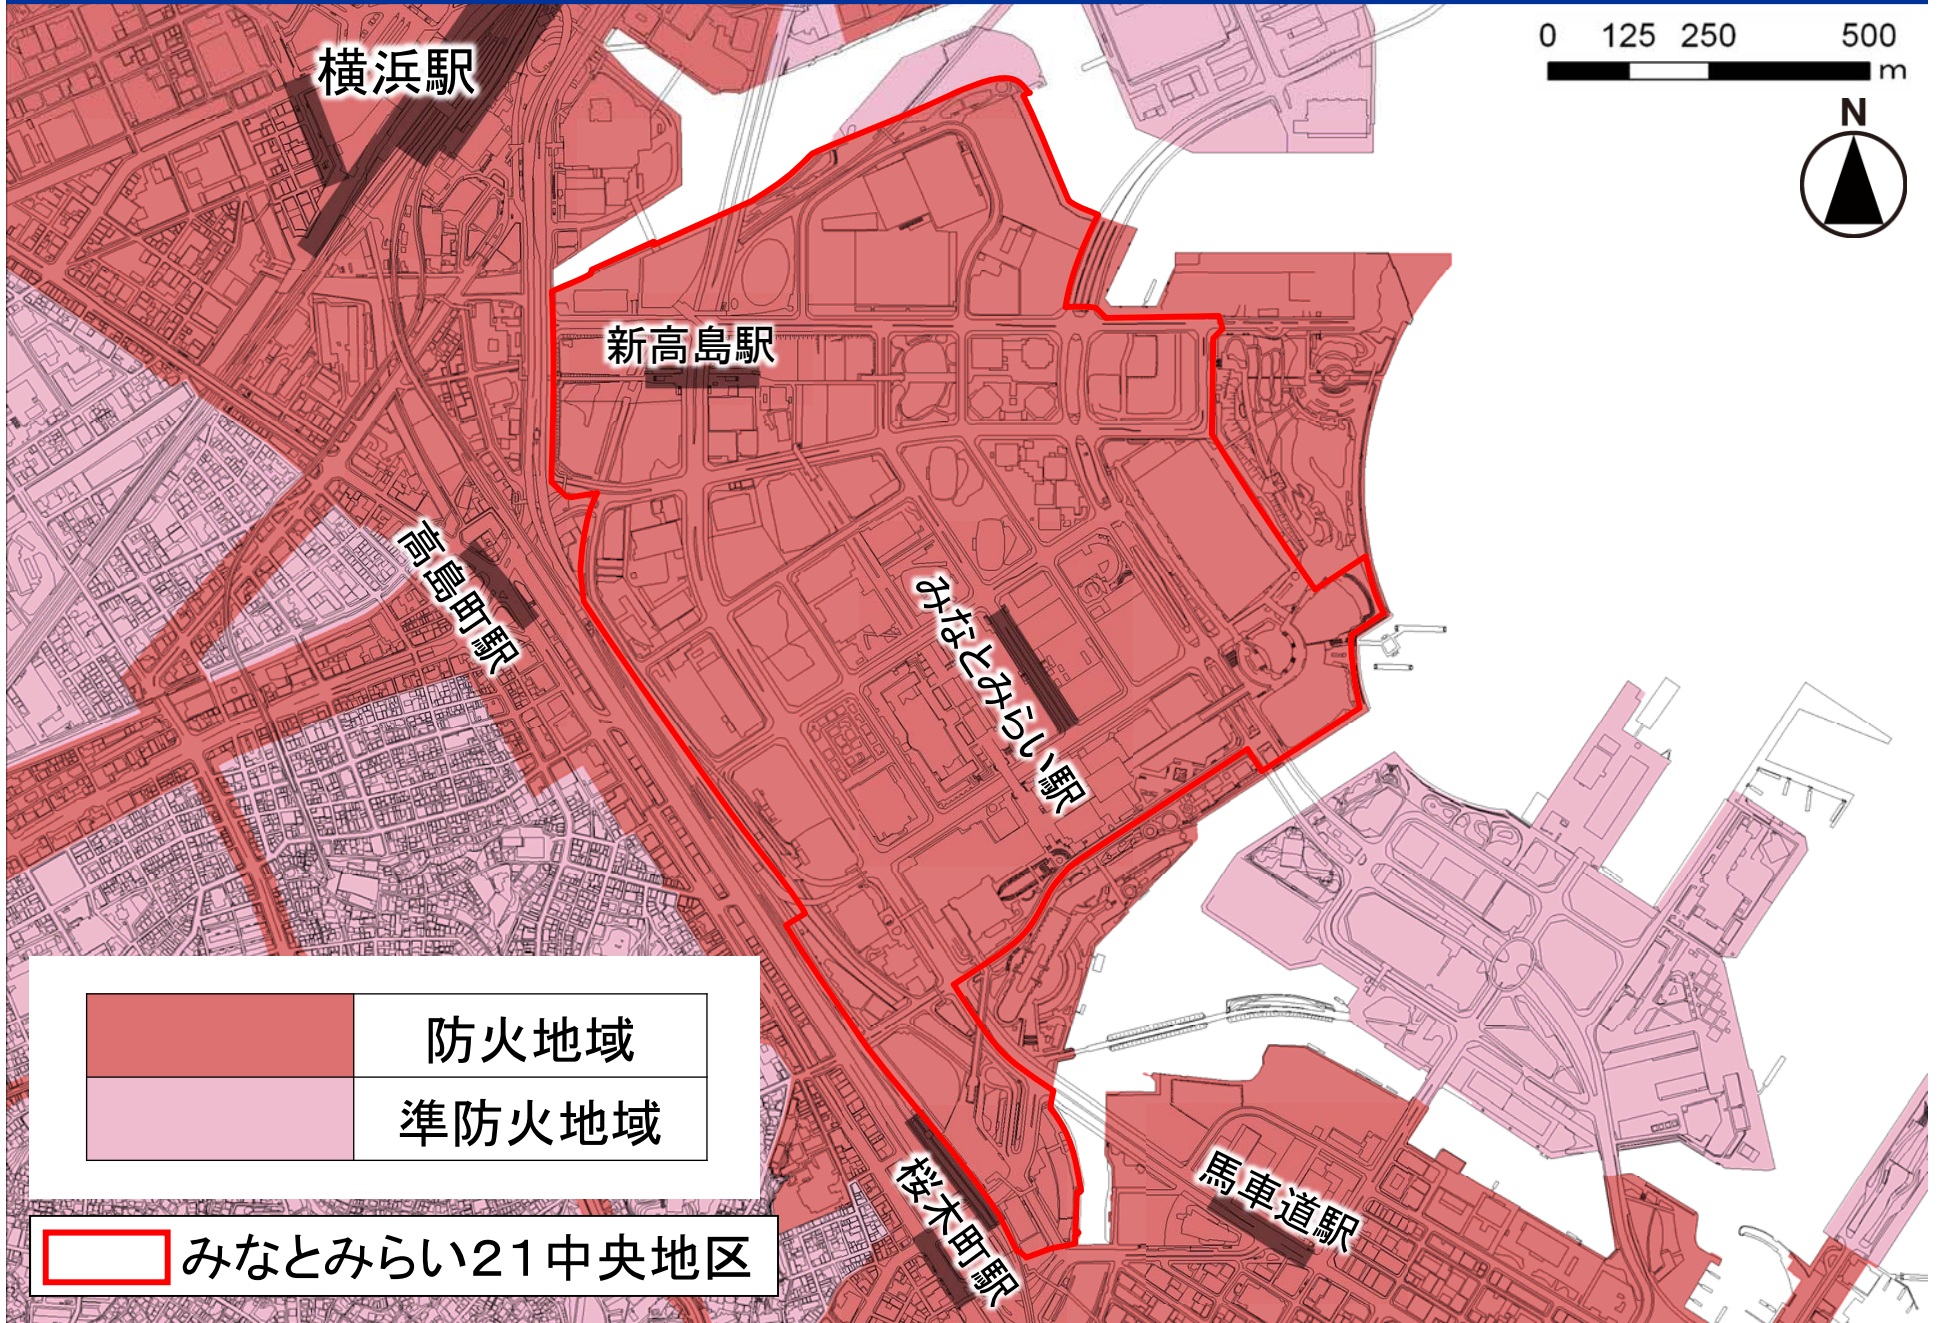 0 125 250 500 m
N
横浜駅
新高島駅
高島町駅
みなとみらい駅
桜木町駅
馬車道駅
防火地域
準防火地域
みなとみらい21中央地区